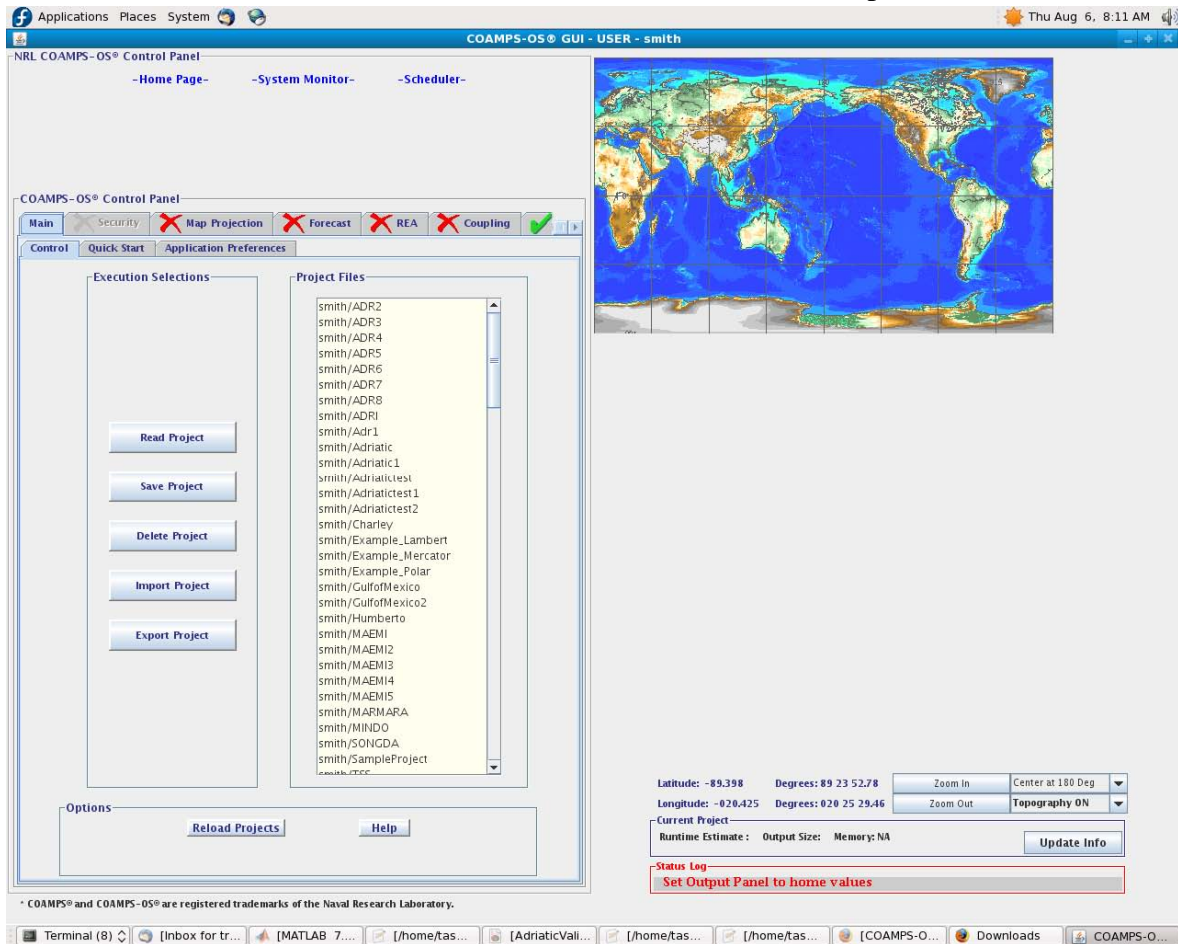 Applications Places System Thu Aug 6, 8:11 AM
COAMPS-OS® GUI - USER - smith
NRL COAMPS-OS® Control Panel
-Home Page- -System Monitor- -Scheduler-
COAMPS-OS® Control Panel
Main Security Map Projection Forecast REA Coupling
Control Quick Start Application Preferences
Execution Selections
Read Project
Save Project
Delete Project
Import Project
Export Project
Project Files
smith/ADR2
smith/ADR3
smith/ADR4
smith/ADR5
smith/ADR6
smith/ADR7
smith/ADR8
smith/ADRI
smith/Adr1
smith/Adriatic
smith/Adriatic1
smith/Adriatictest
smith/Adriatictest1
smith/Adriatictest2
smith/Charley
smith/Example_Lambert
smith/Example_Mercator
smith/Example_Polar
smith/GulfofMexico
smith/GulfofMexico2
smith/Humberto
smith/MAEMI
smith/MAEMI2
smith/MAEMI3
smith/MAEMI4
smith/MAEMI5
smith/MARMARA
smith/MINDO
smith/SONGDA
smith/SampleProject
Options
Reload Projects Help
Latitude: -89.398 Degrees: 89 23 52.78 Zoom In Center at 180 Deg
Longitude: -020.425 Degrees: 020 25 29.46 Zoom Out Topography ON
Current Project
Runtime Estimate : Output Size: Memory: NA Update Info
Status Log
Set Output Panel to home values
* COAMPS® and COAMPS-OS® are registered trademarks of the Naval Research Laboratory.
Terminal (8) [Inbox for tr... [MATLAB 7.... [/home/tas... [AdriaticVali... [/home/tas... [/home/tas... [COAMPS-O... Downloads COAMPS-O...